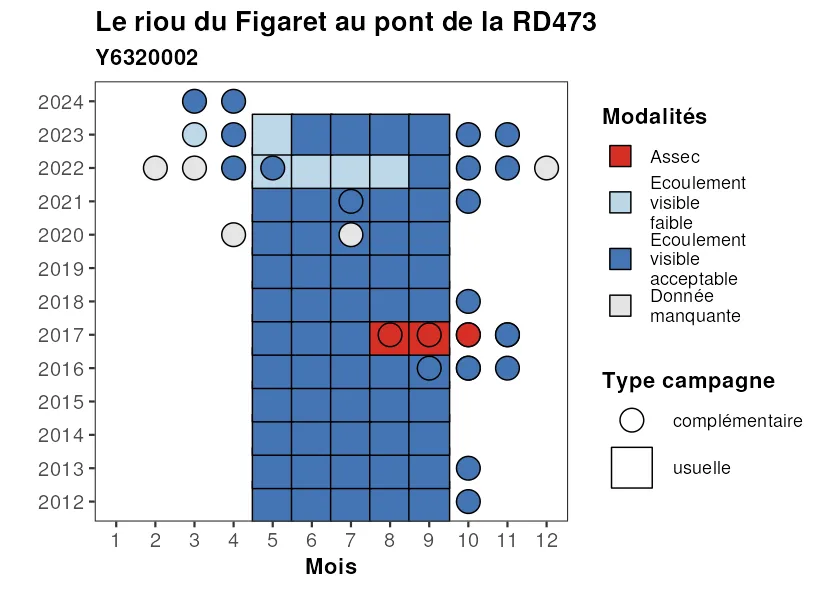 Le riou du Figaret au pont de la RD473
Y6320002
2024
2023
2022
2021
2020
2019
2018
2017
2016
2015
2014
2013
2012
1 2 3 4 5 6 7 8 9 10 11 12
Mois
Modalités
Assec
Ecoulement
visible
faible
Ecoulement
visible
acceptable
Donnée
manquante
Type campagne
complémentaire
usuelle